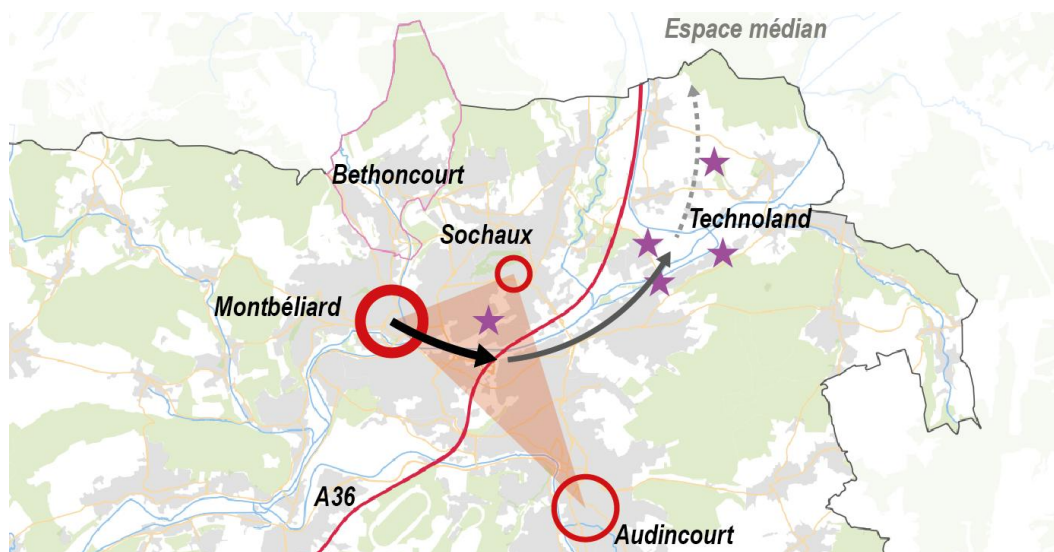 Espace médian
Bethoncourt
Sochaux
Technoland
Montbéliard
A36
Audincourt